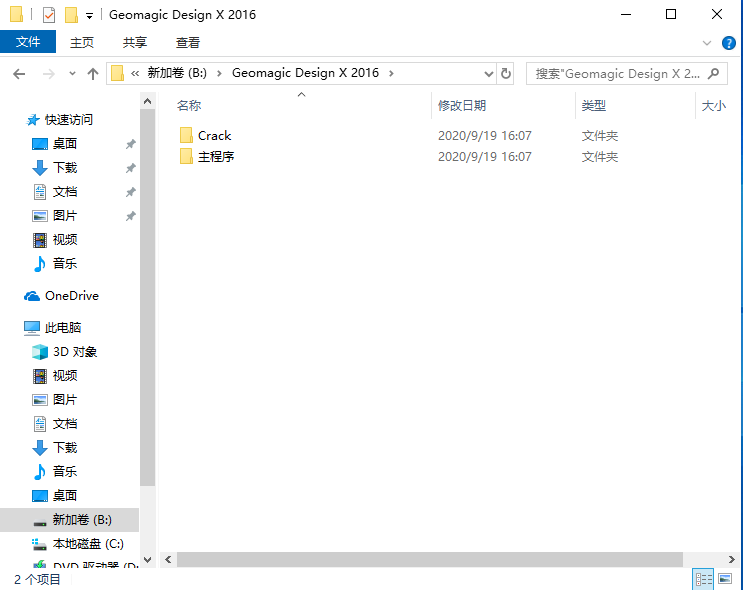 Geomagic Design X 2016
文件 主页 共享 查看
« 新加卷 (B:) > Geomagic Design X 2016 > 搜索"Geomagic Design X 2...
名称 修改日期 类型 大小
Crack 2020/9/19 16:07 文件夹
主程序 2020/9/19 16:07 文件夹
快速访问
桌面
下载
文档
图片
视频
音乐
OneDrive
此电脑
3D 对象
视频
图片
文档
下载
音乐
桌面
新加卷 (B:)
本地磁盘 (C:)
DVD 驱动器 (D:
2 个项目